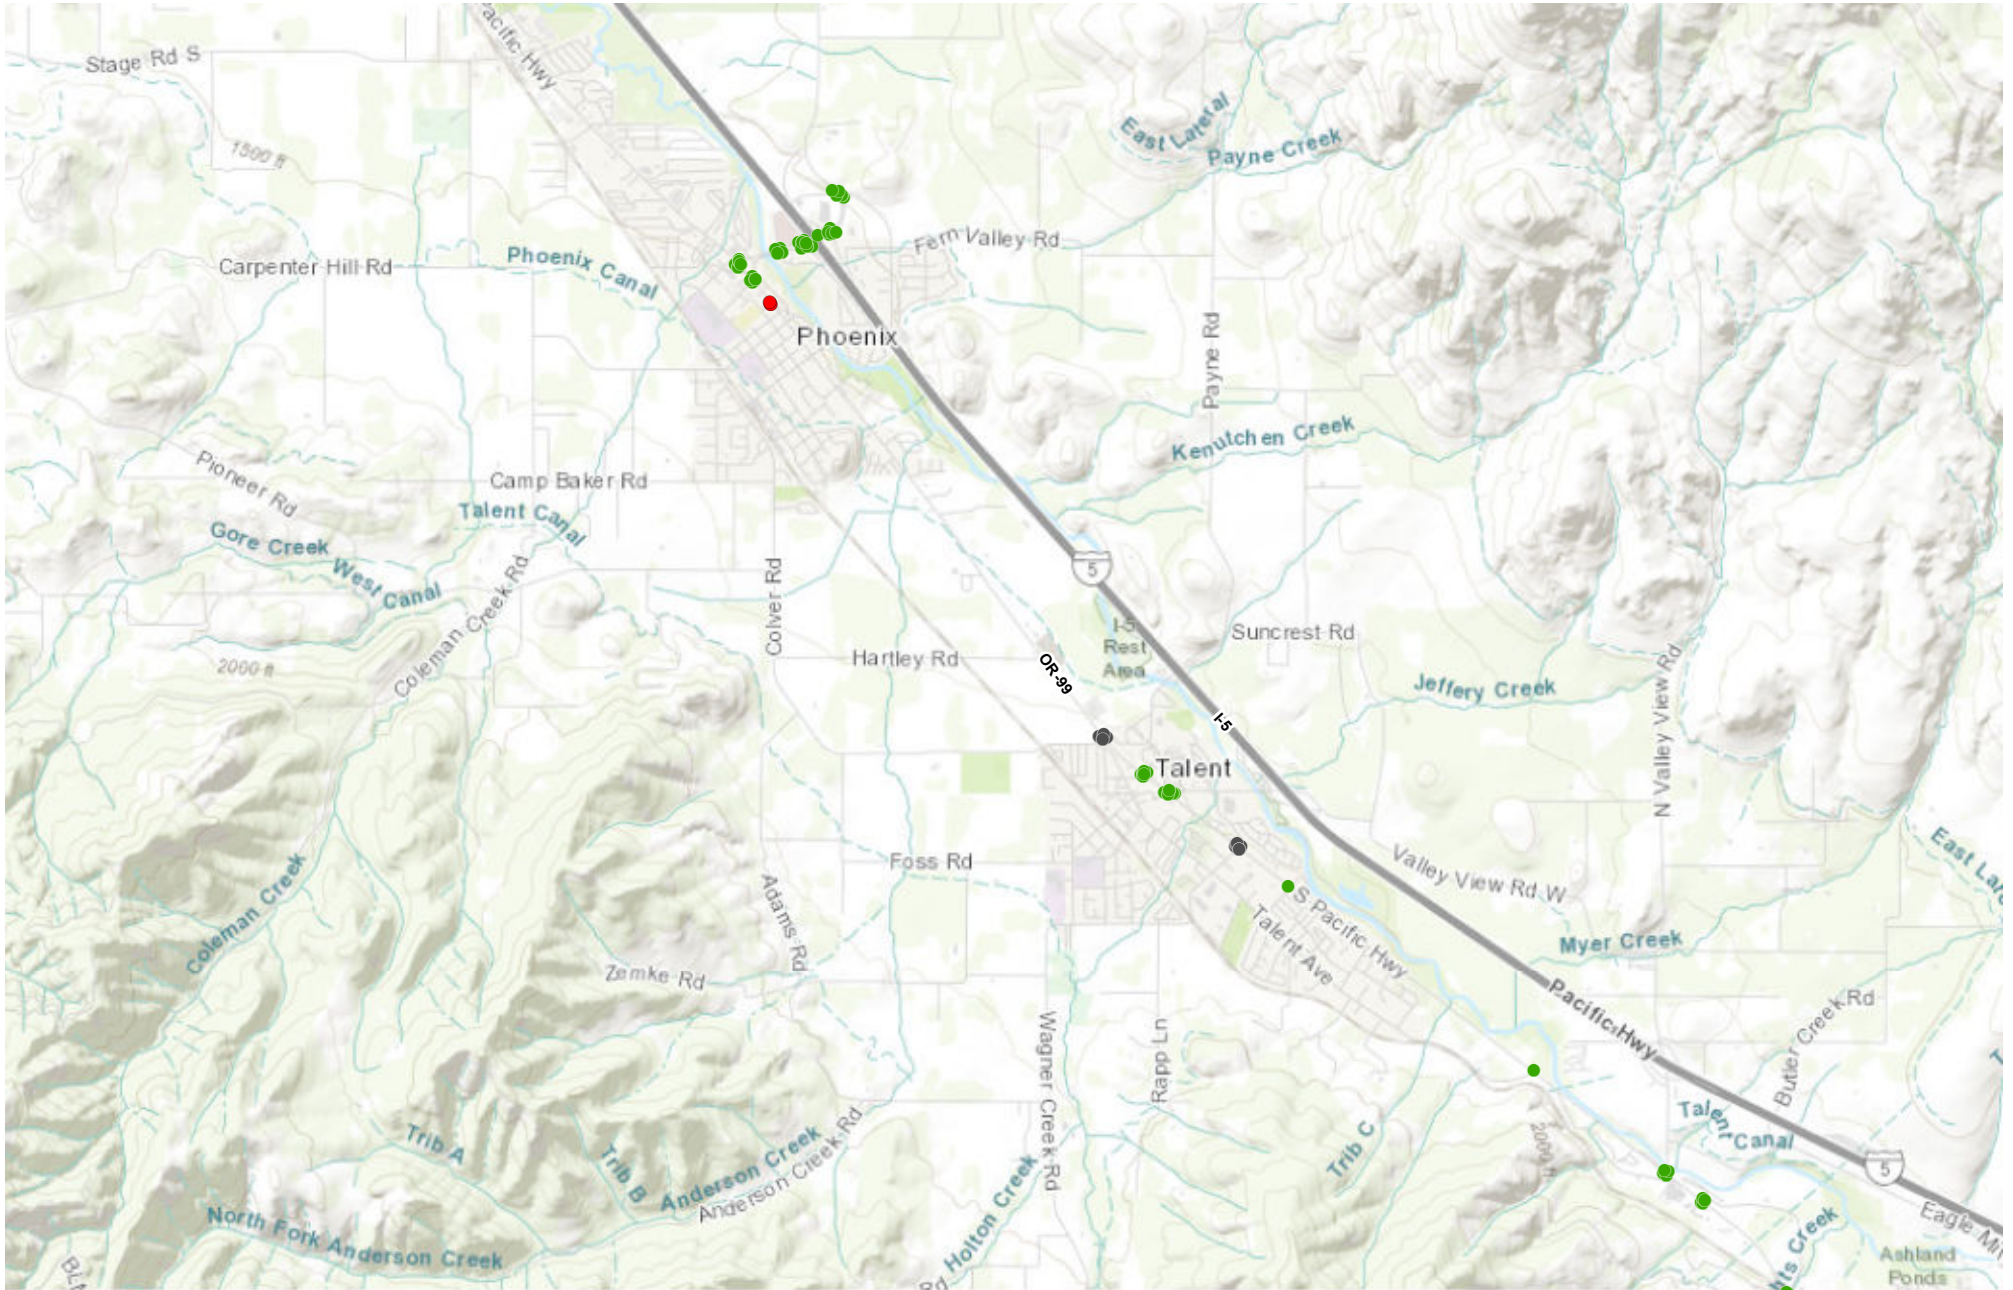 Pacific Hwy
Stage Rd S
East Lateral
Payne Creek
1500 ft
Fern Valley Rd
Phoenix Canal
Carpenter Hill Rd
Phoenix
Payne Rd
Kenutchen Creek
Pioneer Rd
Camp Baker Rd
Talent Canal
Gore Creek
West Canal
5
Coleman Creek Rd
Colver Rd
I-5
Rest
Area
Suncrest Rd
Hartley Rd
2000 ft
OR-99
Jeffery Creek
N Valley View Rd
I-5
Talent
Foss Rd
Valley View Rd W
Coleman Creek
Adams Rd
S Pacific Hwy
Talent Ave
Myer Creek
Zemke Rd
Pacific Hwy
Butler Creek Rd
Wagner Creek Rd
Rapp Ln
Talent
Canal
Trib A
Trib B
Anderson Creek
Anderson Creek Rd
Trib C
2000 ft
5
Holton Creek
North Fork Anderson Creek
Rd
hts Creek
Ashland
Ponds